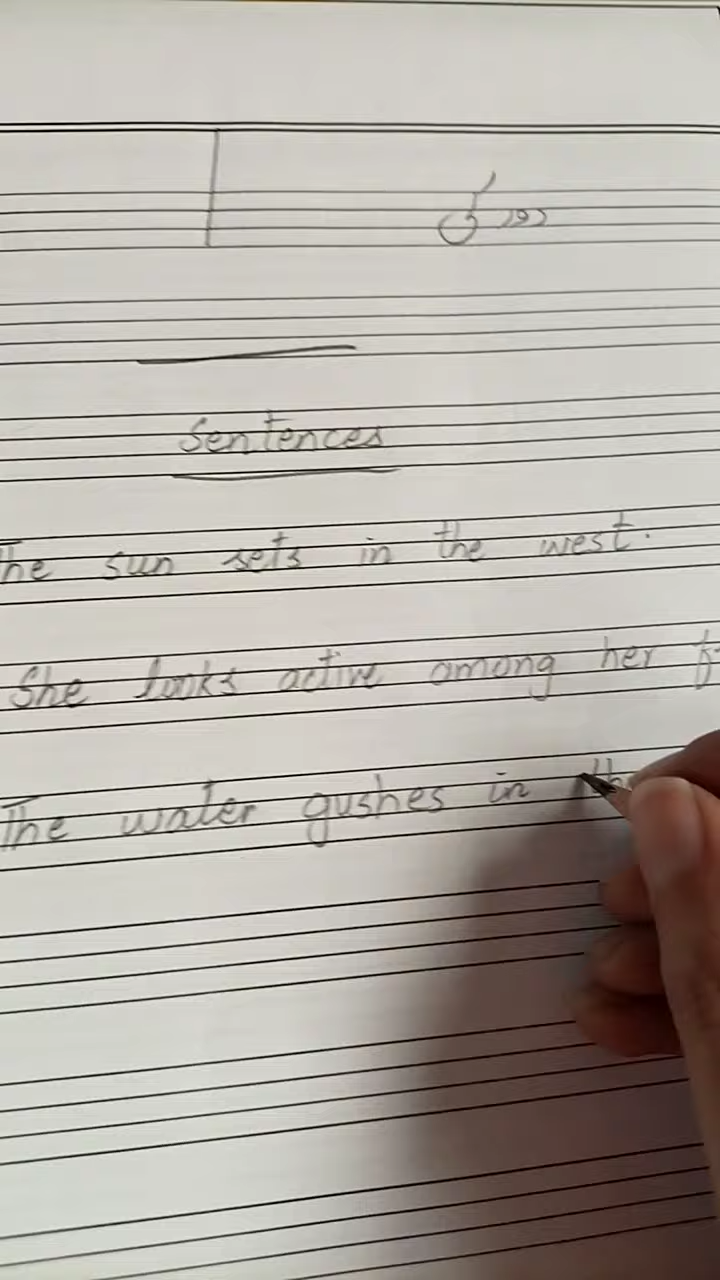 Sentences
The sun sets in the west.
She looks active among her
The water gushes in